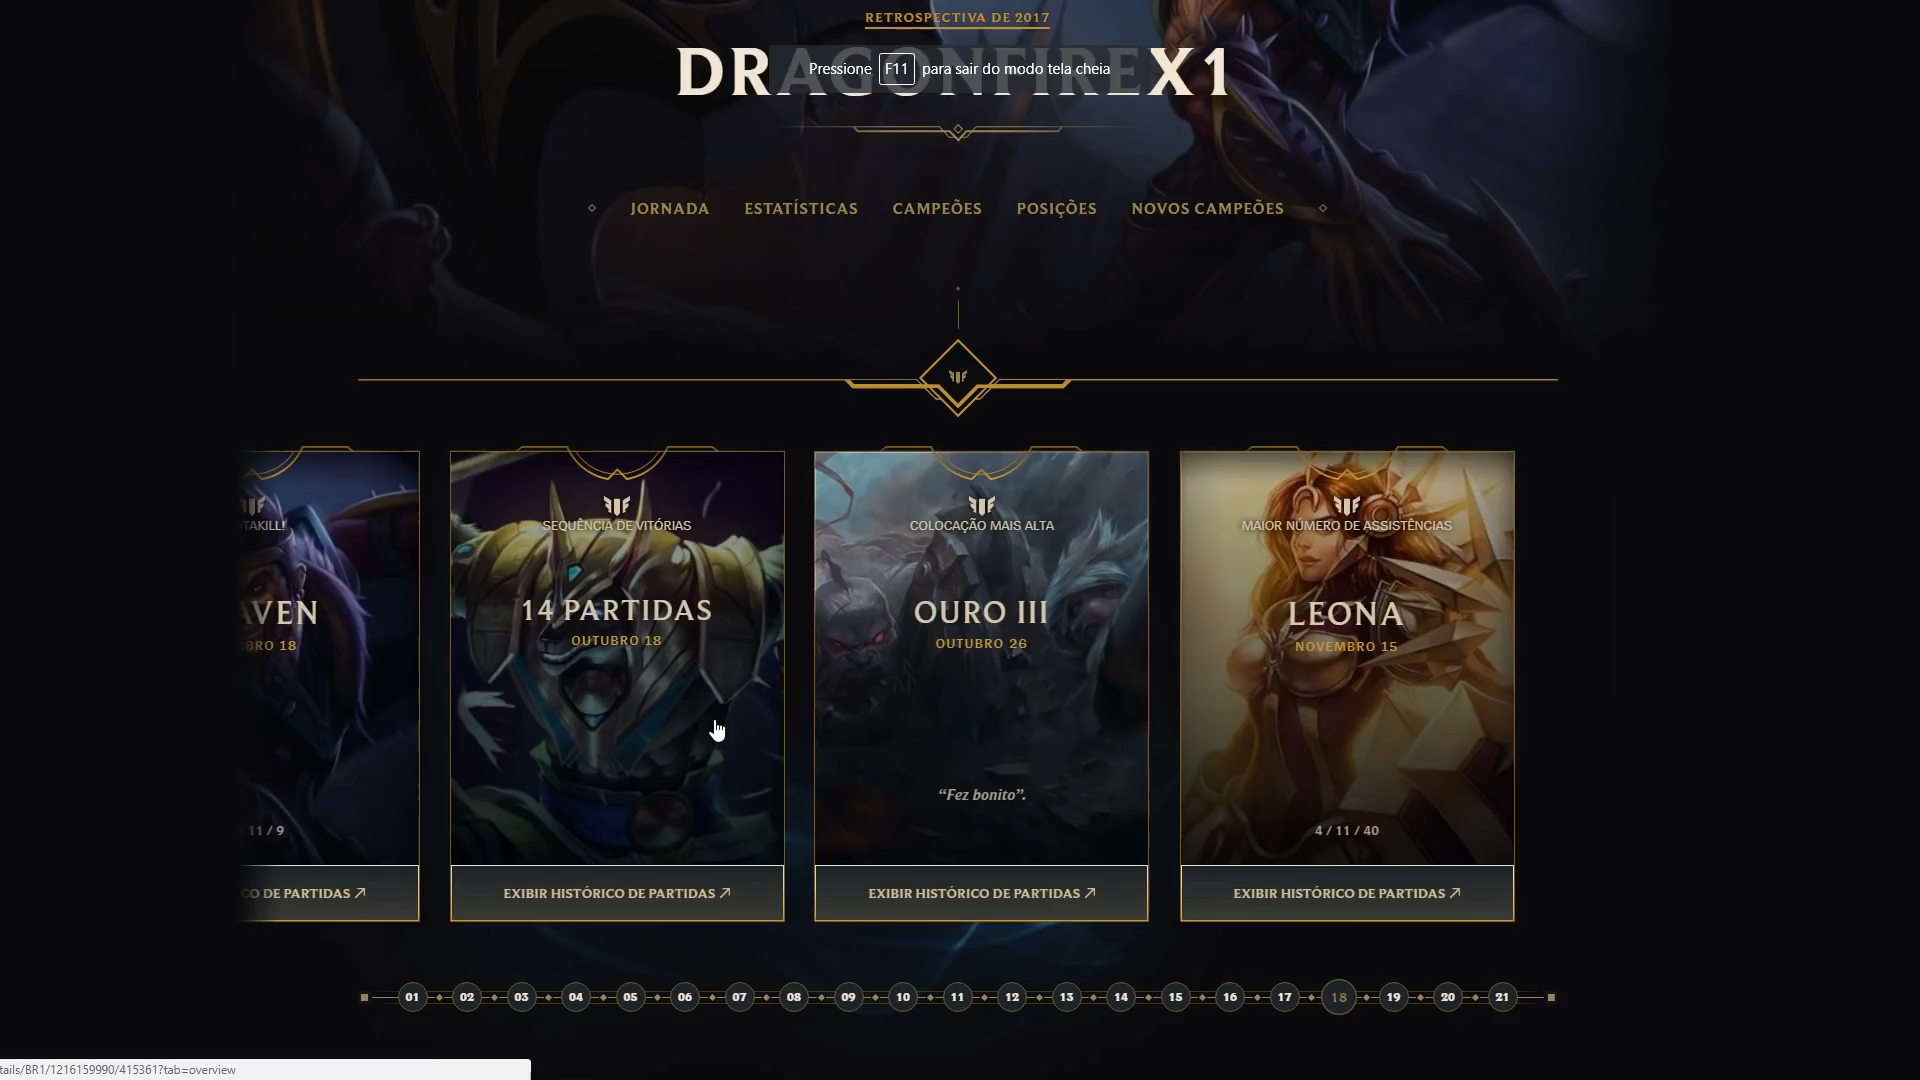 RETROSPECTIVA DE 2017
DRAGONFIREX1
Pressione F11 para sair do modo tela cheia
JORNADA ESTATÍSTICAS CAMPEÕES POSIÇÕES NOVOS CAMPEÕES
TAKILL!
AVEN
BRO 18
11 / 9
CO DE PARTIDAS
SEQUÊNCIA DE VITÓRIAS
14 PARTIDAS
OUTUBRO 18
EXIBIR HISTÓRICO DE PARTIDAS
COLOCAÇÃO MAIS ALTA
OURO III
OUTUBRO 26
“Fez bonito”.
EXIBIR HISTÓRICO DE PARTIDAS
MAIOR NÚMERO DE ASSISTÊNCIAS
LEONA
NOVEMBRO 15
4 / 11 / 40
EXIBIR HISTÓRICO DE PARTIDAS
01 02 03 04 05 06 07 08 09 10 11 12 13 14 15 16 17 18 19 20 21
tails/BR1/1216159990/415361?tab=overview